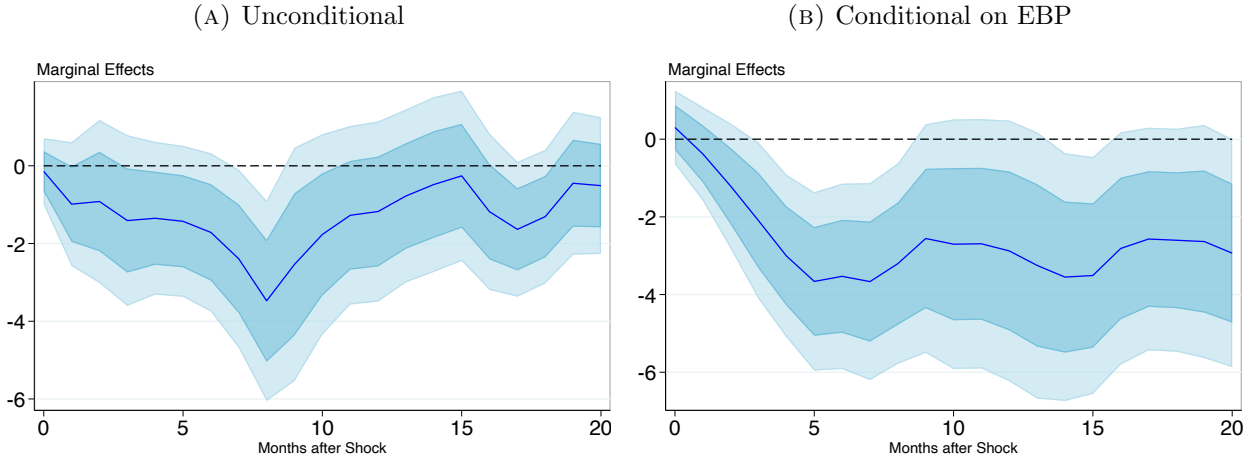 (A) Unconditional
Marginal Effects
0
-2
-4
-6
0 5 10 15 20
Months after Shock
(B) Conditional on EBP
Marginal Effects
0
-2
-4
-6
0 5 10 15 20
Months after Shock